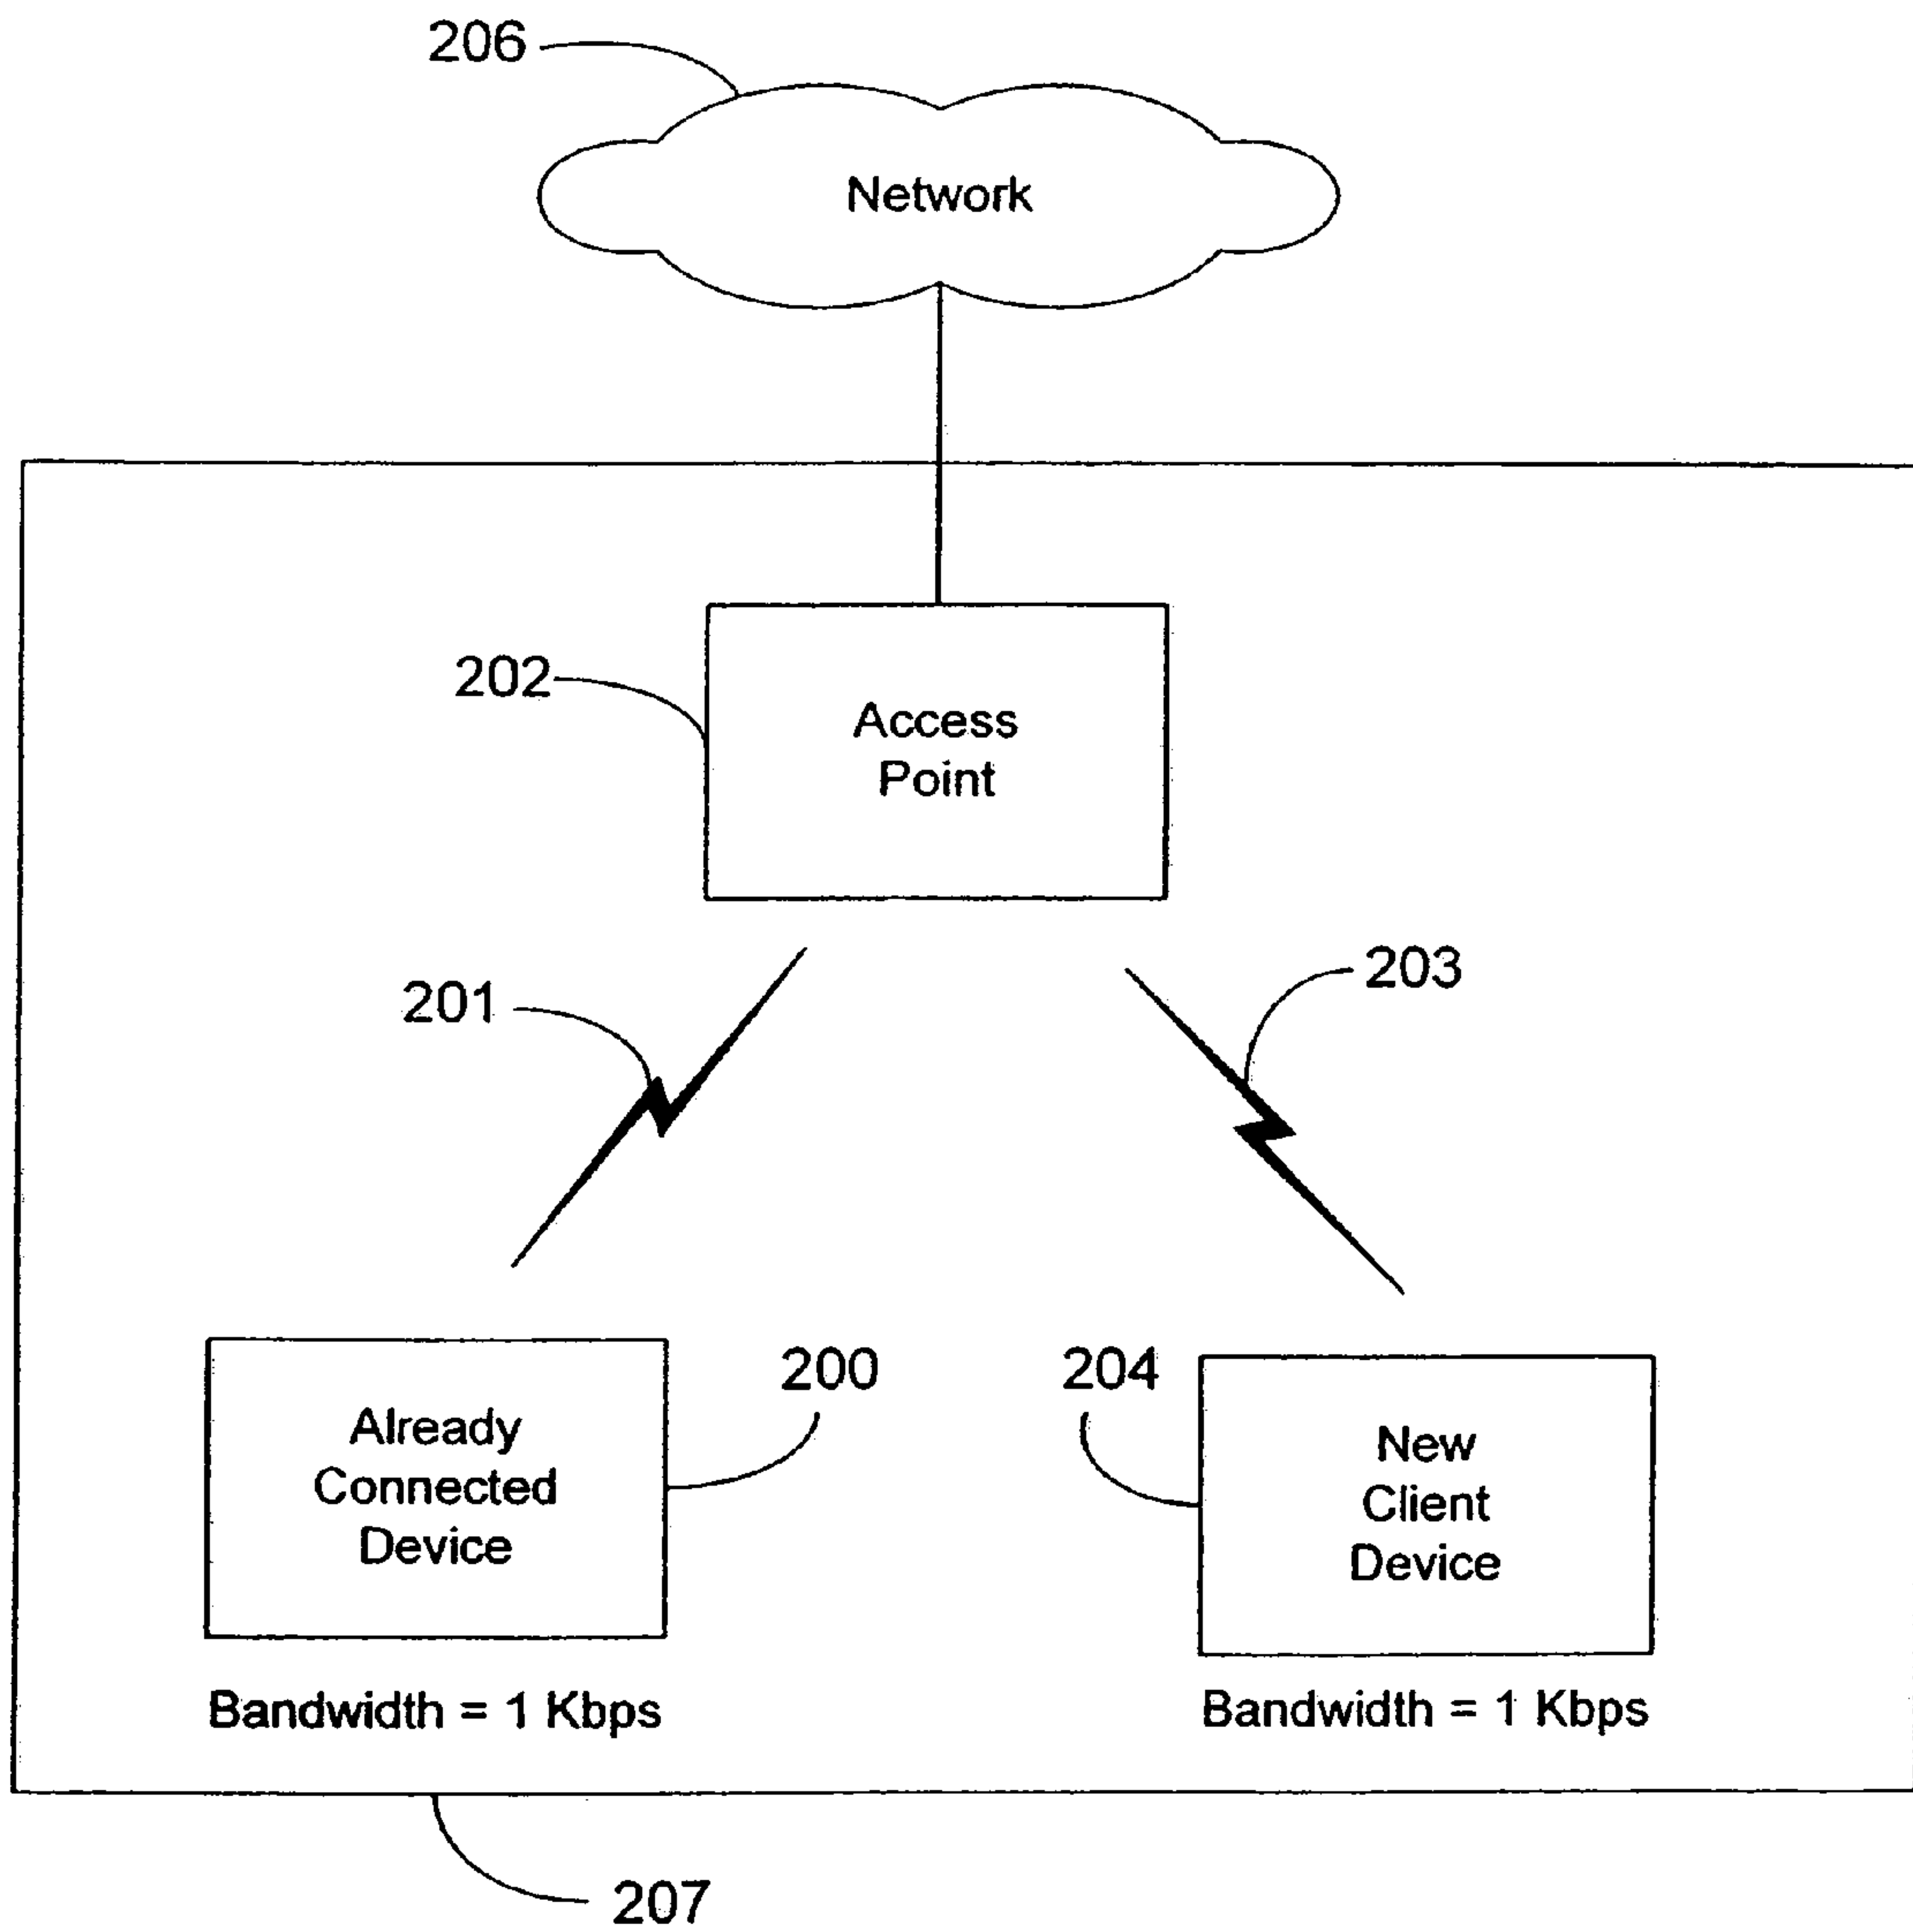 206
Network
202
Access
Point
201
203
200
204
Already
Connected
Device
New
Client
Device
Bandwidth = 1 Kbps
Bandwidth = 1 Kbps
207